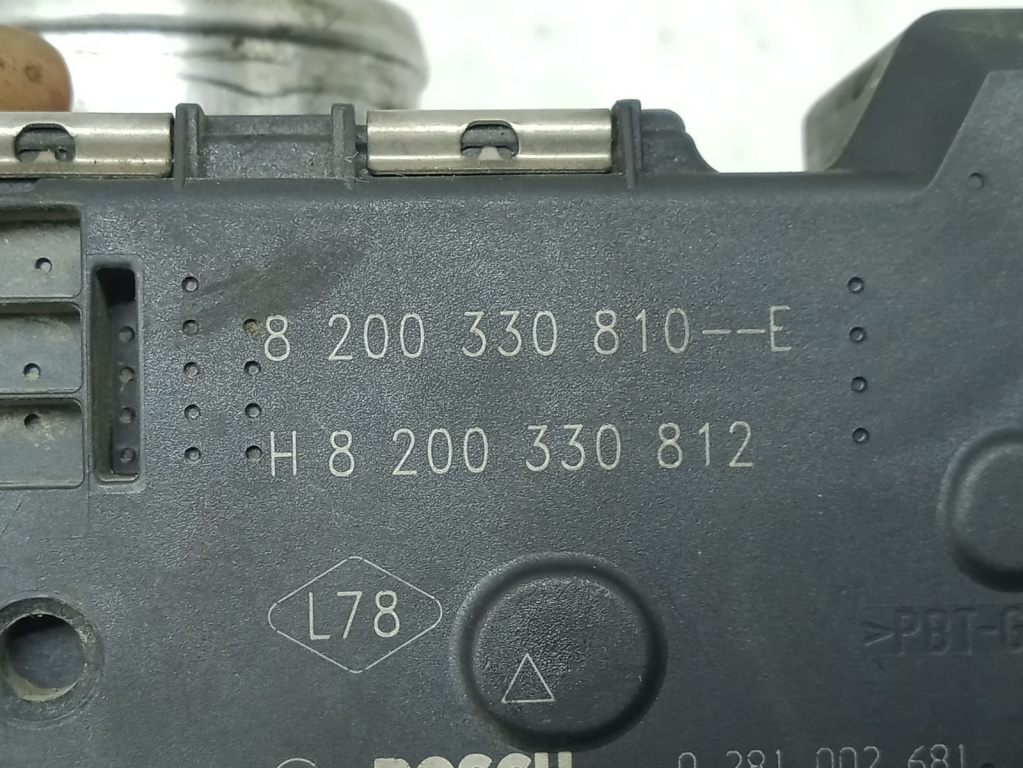 8 200 330 810--E
H 8 200 330 812
L78
>PBT-G
BOSCH 0 281 002 681